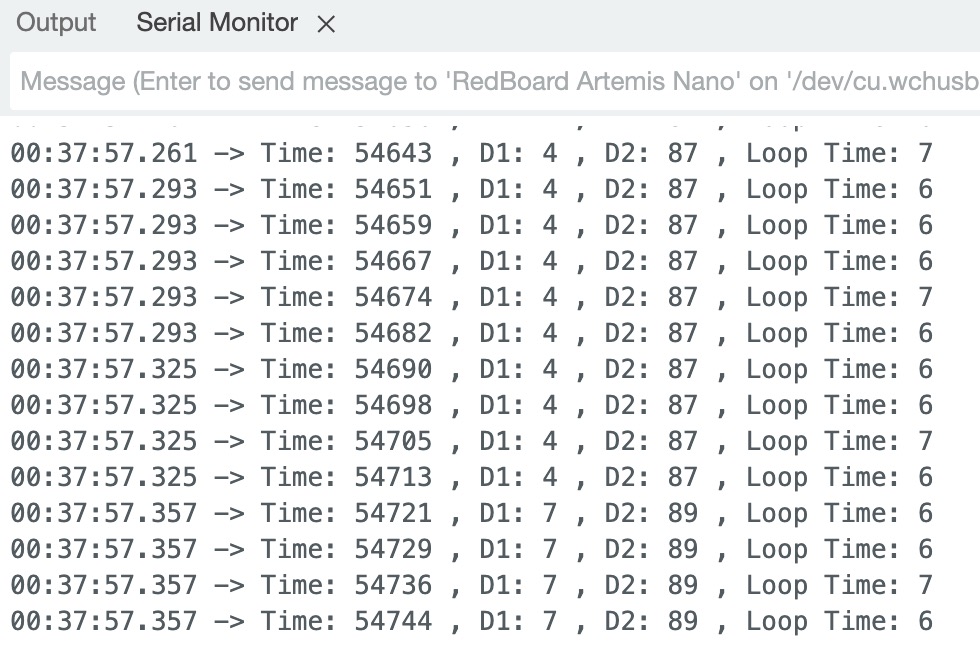 Output Serial Monitor ×
Message (Enter to send message to 'RedBoard Artemis Nano' on '/dev/cu.wchusb
00:37:57.261 -> Time: 54643 , D1: 4 , D2: 87 , Loop Time: 7
00:37:57.293 -> Time: 54651 , D1: 4 , D2: 87 , Loop Time: 6
00:37:57.293 -> Time: 54659 , D1: 4 , D2: 87 , Loop Time: 6
00:37:57.293 -> Time: 54667 , D1: 4 , D2: 87 , Loop Time: 6
00:37:57.293 -> Time: 54674 , D1: 4 , D2: 87 , Loop Time: 7
00:37:57.293 -> Time: 54682 , D1: 4 , D2: 87 , Loop Time: 6
00:37:57.325 -> Time: 54690 , D1: 4 , D2: 87 , Loop Time: 6
00:37:57.325 -> Time: 54698 , D1: 4 , D2: 87 , Loop Time: 6
00:37:57.325 -> Time: 54705 , D1: 4 , D2: 87 , Loop Time: 7
00:37:57.325 -> Time: 54713 , D1: 4 , D2: 87 , Loop Time: 6
00:37:57.357 -> Time: 54721 , D1: 7 , D2: 89 , Loop Time: 6
00:37:57.357 -> Time: 54729 , D1: 7 , D2: 89 , Loop Time: 6
00:37:57.357 -> Time: 54736 , D1: 7 , D2: 89 , Loop Time: 7
00:37:57.357 -> Time: 54744 , D1: 7 , D2: 89 , Loop Time: 6